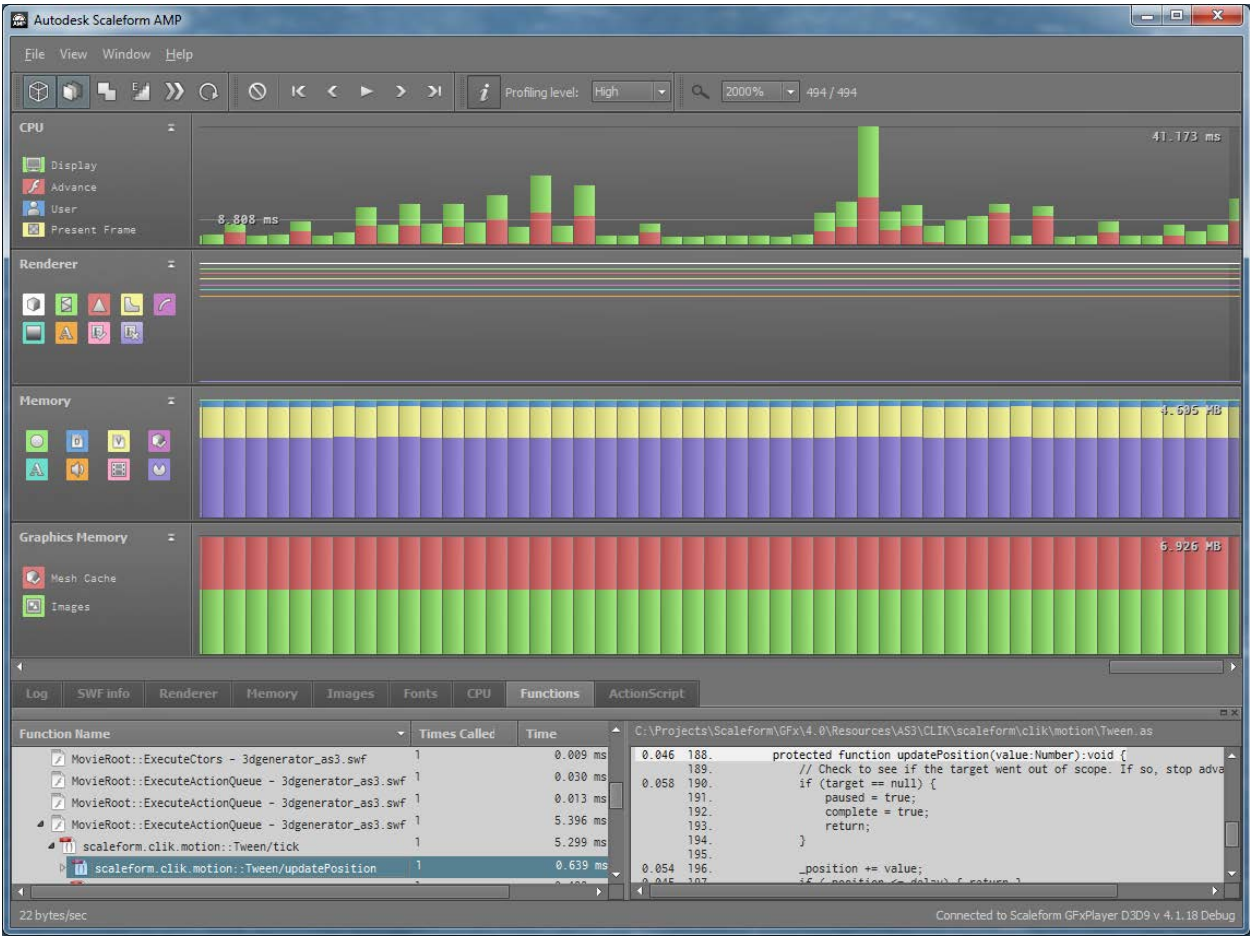 Autodesk Scaleform AMP
File View Window Help
i Profiling level: High 2000% 494 / 494
CPU
41.173 ms
Display
Advance
User
8.808 ms
Present Frame
Renderer
Memory
4.695 MB
Graphics Memory
6.926 MB
Mesh Cache
Images
Log SWF info Renderer Memory Images Fonts CPU Functions ActionScript
Function Name Times Called Time
C:\Projects\Scaleform\GFx\4.0\Resources\AS3\CLIK\scaleform\clik\motion\Tween.as
MovieRoot::ExecuteCtors - 3dgenerator_as3.swf 1 0.009 ms
MovieRoot::ExecuteActionQueue - 3dgenerator_as3.swf 1 0.030 ms
MovieRoot::ExecuteActionQueue - 3dgenerator_as3.swf 1 0.013 ms
MovieRoot::ExecuteActionQueue - 3dgenerator_as3.swf 1 5.396 ms
scaleform.clik.motion::Tween/tick 1 5.299 ms
scaleform.clik.motion::Tween/updatePosition 1 0.639 ms
0.046 188. protected function updatePosition(value:Number):void {
189. // Check to see if the target went out of scope. If so, stop adva
0.058 190. if (target == null) {
191. paused = true;
192. complete = true;
193. return;
194. }
195.
0.054 196. _position += value;
22 bytes/sec
Connected to Scaleform GFxPlayer D3D9 v 4.1.18 Debug